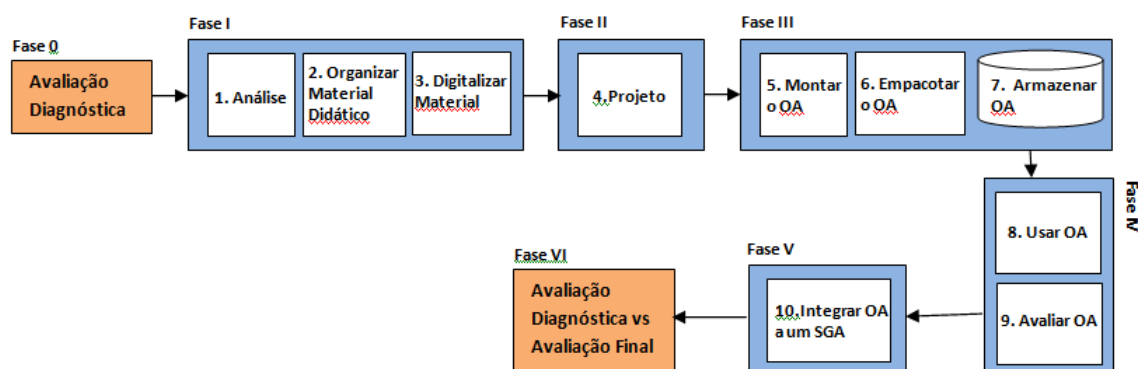 Fase 0
Avaliação
Diagnóstica
Fase I
1. Análise
2. Organizar
Material
Didático
3. Digitalizar
Material
Fase II
4.Projeto
Fase III
5. Montar
o OA
6. Empacotar
o OA
7. Armazenar
OA
Fase IV
8. Usar OA
9. Avaliar OA
Fase V
10.Integrar OA
a um SGA
Fase VI
Avaliação
Diagnóstica vs
Avaliação Final